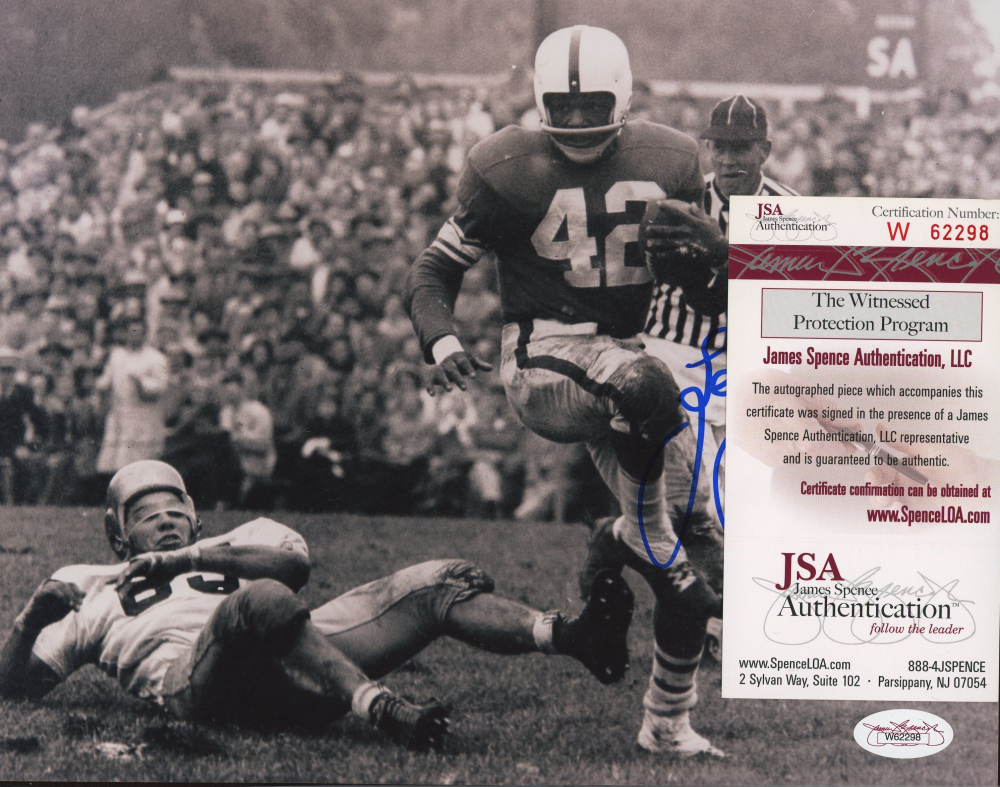 SA
42
83
JSA
James Spence
Authentication
Certification Number:
W 62298
The Witnessed
Protection Program
James Spence Authentication, LLC
The autographed piece which accompanies this
certificate was signed in the presence of a James
Spence Authentication, LLC representative
and is guaranteed to be authentic.
Certificate confirmation can be obtained at
www.SpenceLOA.com
JSA
James Spence
Authentication™
follow the leader
www.SpenceLOA.com 888-4JSPENCE
2 Sylvan Way, Suite 102 · Parsippany, NJ 07054
W62298